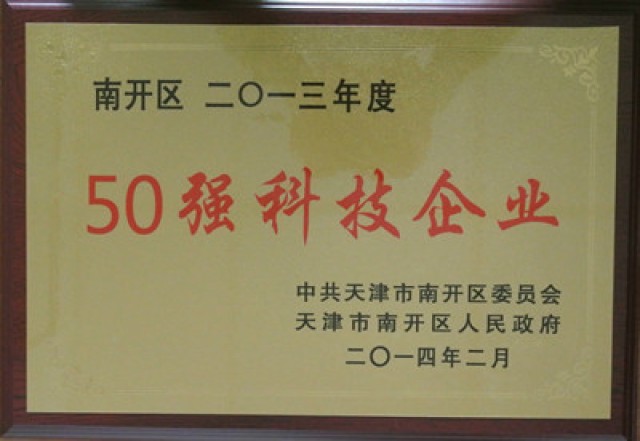 南开区 二〇一三年度
50强科技企业
中共天津市南开区委员会
天津市南开区人民政府
二〇一四年二月